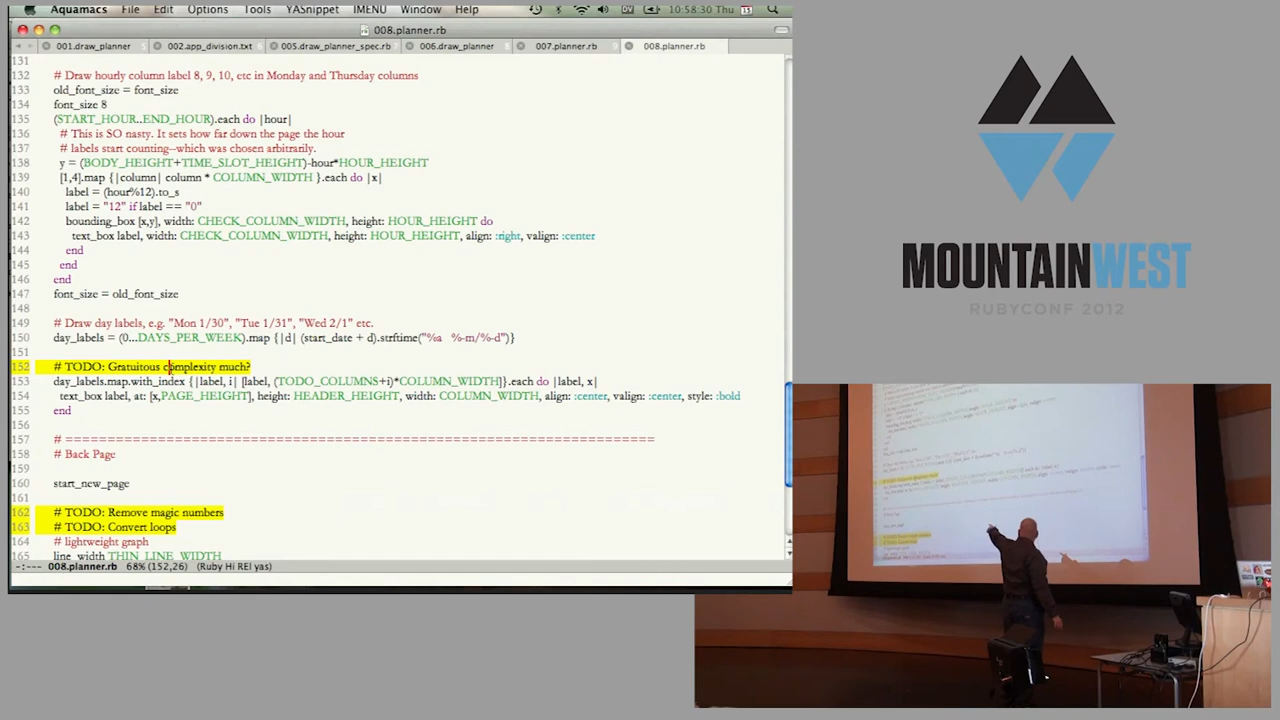 Aquamacs File Edit Options Tools YASnippet IMENU Window Help 10:58:30 Thu
008.planner.rb
001.draw_planner 002.app_division.txt 005.draw_planner_spec.rb 006.draw_planner 007.planner.rb 008.planner.rb
131
132 # Draw hourly column label 8, 9, 10, etc in Monday and Thursday columns
133 old_font_size = font_size
134 font_size 8
135 (START_HOUR..END_HOUR).each do |hour|
136 # This is SO nasty. It sets how far down the page the hour
137 # labels start counting--which was chosen arbitrarily.
138 y = (BODY_HEIGHT+TIME_SLOT_HEIGHT)-hour*HOUR_HEIGHT
139 [1,4].map {|column| column * COLUMN_WIDTH }.each do |x|
140 label = (hour%12).to_s
141 label = "12" if label == "0"
142 bounding_box [x,y], width: CHECK_COLUMN_WIDTH, height: HOUR_HEIGHT do
143 text_box label, width: CHECK_COLUMN_WIDTH, height: HOUR_HEIGHT, align: :right, valign: :center
144 end
145 end
146 end
147 font_size = old_font_size
148
149 # Draw day labels, e.g. "Mon 1/30", "Tue 1/31", "Wed 2/1" etc.
150 day_labels = (0...DAYS_PER_WEEK).map {|d| (start_date + d).strftime("%a %-m/%-d")}
151
152 # TODO: Gratuitous complexity much?
153 day_labels.map.with_index {|label, i| [label, (TODO_COLUMNS+i)*COLUMN_WIDTH]}.each do |label, x|
154 text_box label, at: [x,PAGE_HEIGHT], height: HEADER_HEIGHT, width: COLUMN_WIDTH, align: :center, valign: :center, style: :bold
155 end
156
157 # ====================================================================
158 # Back Page
159
160 start_new_page
161
162 # TODO: Remove magic numbers
163 # TODO: Convert loops
164 # lightweight graph
165 line_width THIN_LINE_WIDTH
-:--- 008.planner.rb 68% (152,26) (Ruby Hi REl yas)
MOUNTAINWEST
RUBYCONF 2012